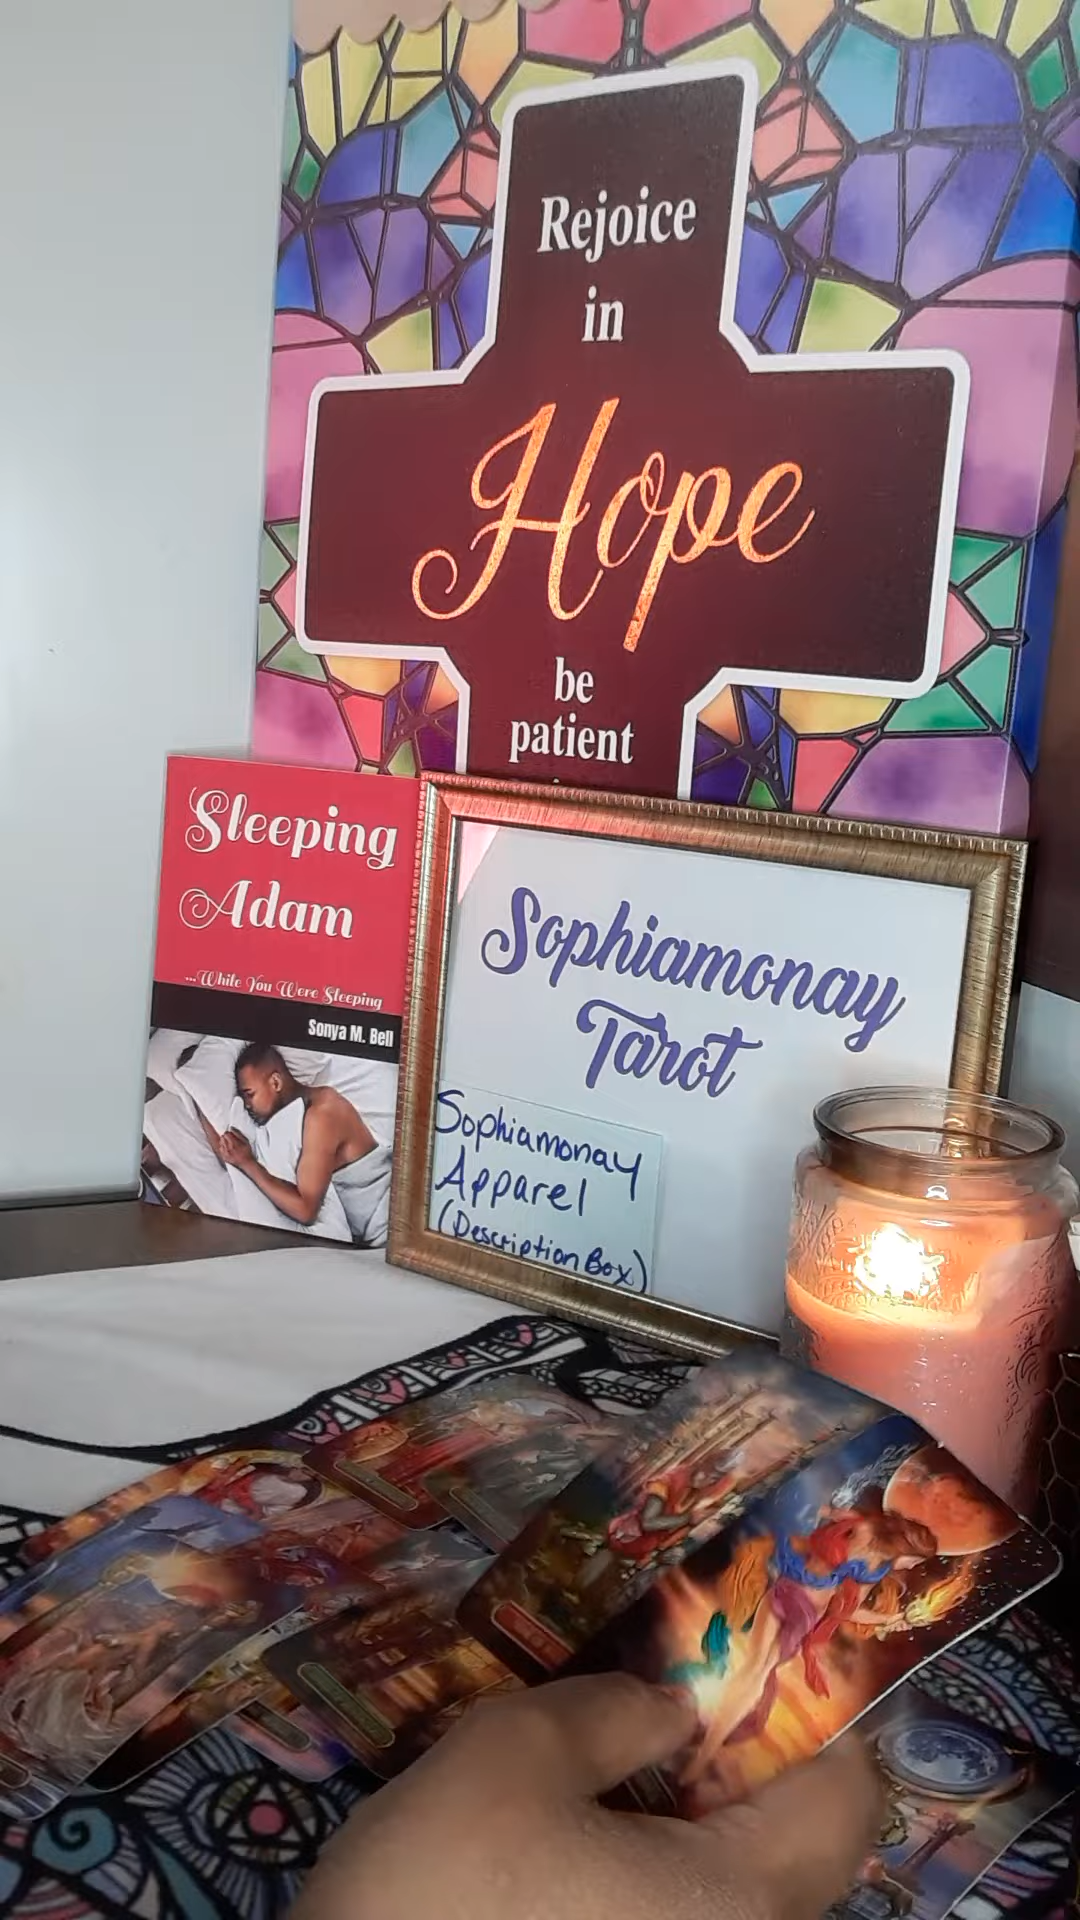 Rejoice
in
Hope
be
patient
Sleeping
Adam
...While You Were Sleeping
Sonya M. Bell
Sophiamonay
Tarot
Sophiamonay
Apparel
(Description Box)